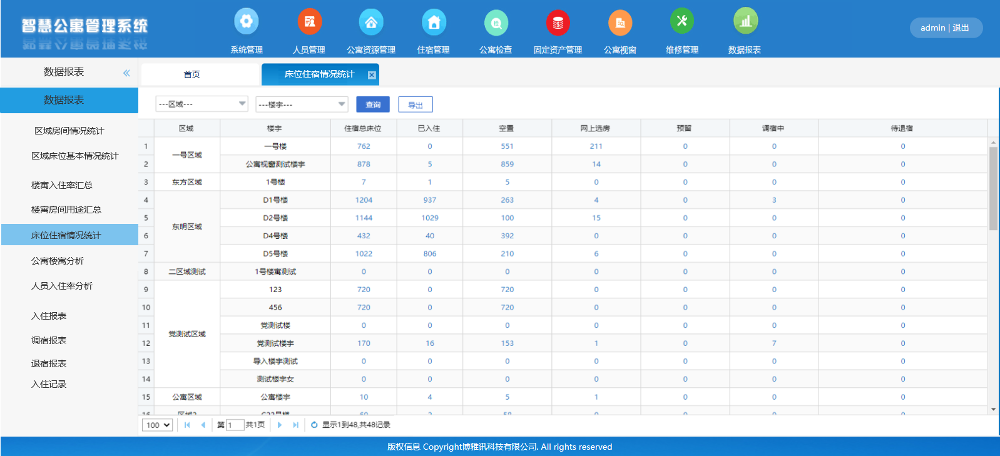 智慧公寓管理系统
系统管理 人员管理 公寓资源管理 住宿管理 公寓检查 固定资产管理 公寓视窗 维修管理 数据报表
admin | 退出
数据报表 «
首页 床位住宿情况统计
数据报表
区域房间情况统计
区域床位基本情况统计
楼寓入住率汇总
楼寓房间用途汇总
床位住宿情况统计
公寓楼寓分析
人员入住率分析
入住报表
调宿报表
退宿报表
入住记录
---区域--- ---楼宇--- 查询 导出
区域 楼宇 住宿总床位 已入住 空置 网上选房 预留 调宿中 待退宿
1 一号区域 一号楼 762 0 551 211 0 0 0
2 公寓视窗测试楼宇 878 5 859 14 0 0 0
3 东方区域 1号楼 7 1 5 0 0 0 0
4 东明区域 D1号楼 1204 937 263 4 0 3 0
5 D2号楼 1144 1029 100 15 0 0 0
6 D4号楼 432 40 392 0 0 0 0
7 D5号楼 1022 806 210 6 0 0 0
8 二区域测试 1号楼寓测试 0 0 0 0 0 0 0
9 党测试区域 123 720 0 720 0 0 0 0
10 456 720 0 720 0 0 0 0
11 党测试楼 0 0 0 0 0 0 0
12 党测试楼宇 170 16 153 1 0 7 0
13 导入楼宇测试 0 0 0 0 0 0 0
14 测试楼宇女 0 0 0 0 0 0 0
15 公寓区域 公寓楼宇 10 4 5 1 0 0 0
16 区域2
100 第 1 共1页 显示1到48,共48记录
版权信息 Copyright博雅讯科技有限公司. All rights reserved